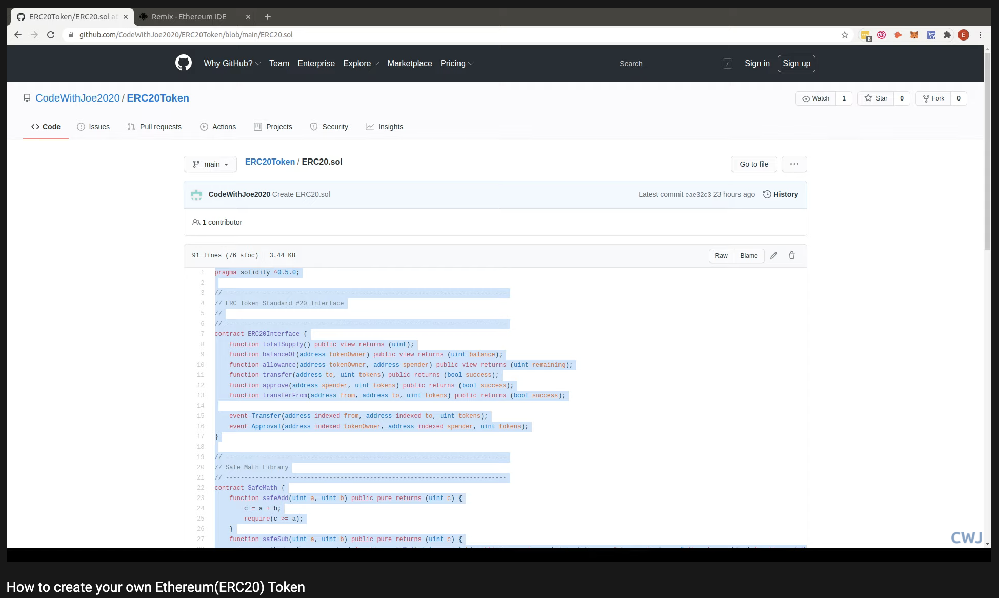 ERC20Token/ERC20.sol at
Remix - Ethereum IDE
github.com/CodeWithJoe2020/ERC20Token/blob/main/ERC20.sol
8
E
Why GitHub? Team Enterprise Explore Marketplace Pricing Search / Sign in Sign up
CodeWithJoe2020 / ERC20Token
Watch 1 Star 0 Fork 0
Code Issues Pull requests Actions Projects Security Insights
main ERC20Token / ERC20.sol Go to file ...
CodeWithJoe2020 Create ERC20.sol Latest commit eae32c3 23 hours ago History
1 contributor
91 lines (76 sloc) 3.44 KB Raw Blame
1 pragma solidity ^0.5.0;
2
3 // ----------------------------------------------------------------------------
4 // ERC Token Standard #20 Interface
5 //
6 // ----------------------------------------------------------------------------
7 contract ERC20Interface {
8 function totalSupply() public view returns (uint);
9 function balanceOf(address tokenOwner) public view returns (uint balance);
10 function allowance(address tokenOwner, address spender) public view returns (uint remaining);
11 function transfer(address to, uint tokens) public returns (bool success);
12 function approve(address spender, uint tokens) public returns (bool success);
13 function transferFrom(address from, address to, uint tokens) public returns (bool success);
14
15 event Transfer(address indexed from, address indexed to, uint tokens);
16 event Approval(address indexed tokenOwner, address indexed spender, uint tokens);
17 }
18
19 // ----------------------------------------------------------------------------
20 // Safe Math Library
21 // ----------------------------------------------------------------------------
22 contract SafeMath {
23 function safeAdd(uint a, uint b) public pure returns (uint c) {
24 c = a + b;
25 require(c >= a);
26 }
27 function safeSub(uint a, uint b) public pure returns (uint c) {
CWJ
How to create your own Ethereum(ERC20) Token